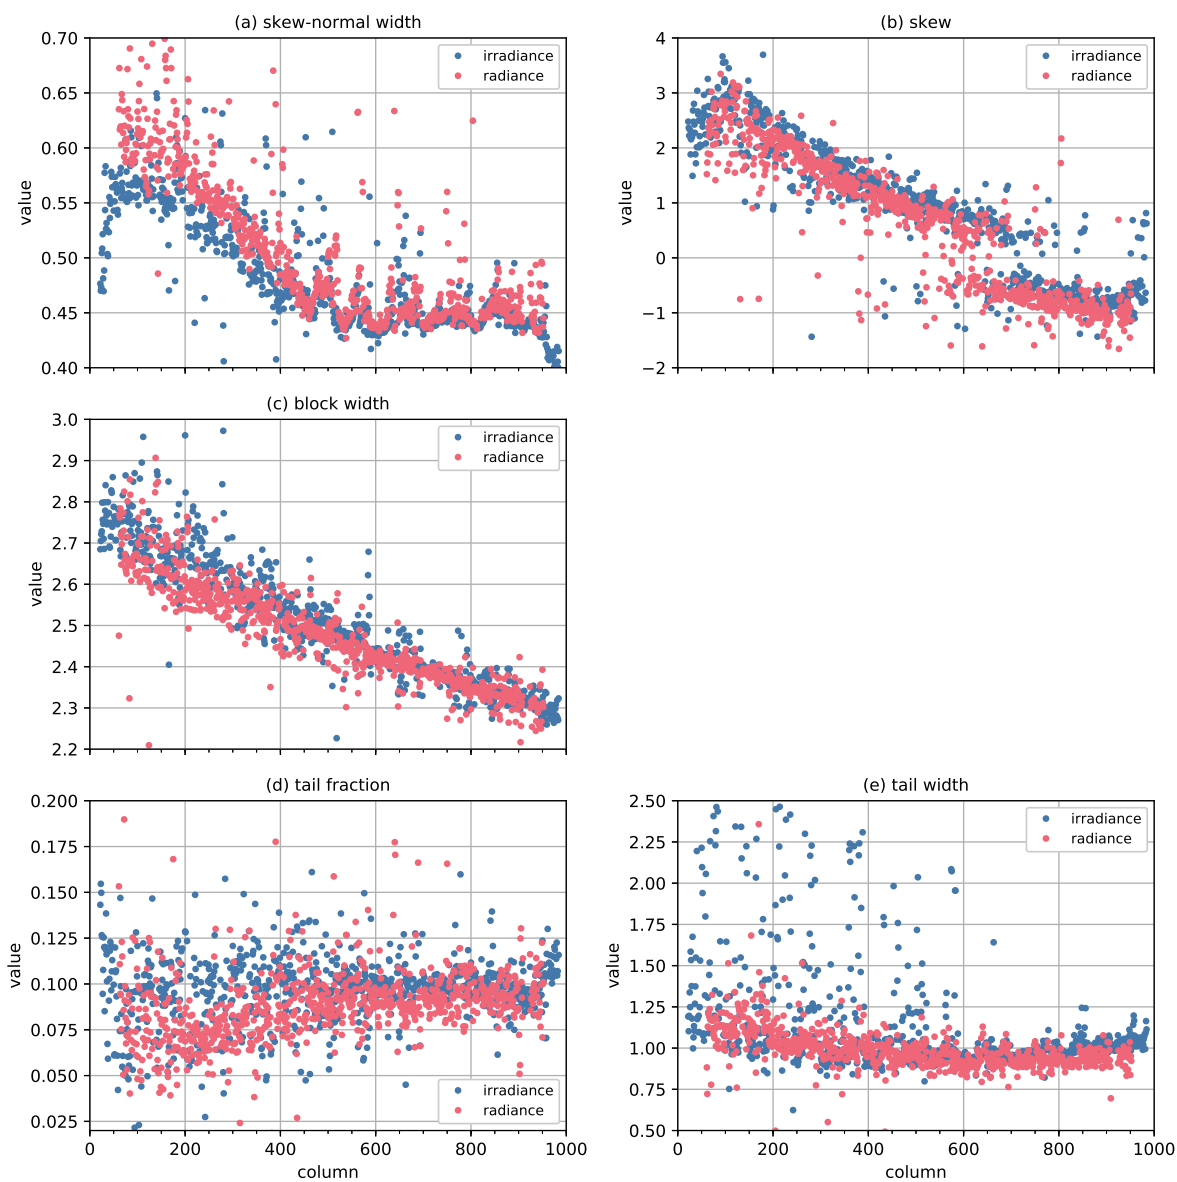 (a) skew-normal width
0.70
0.65
0.60
0.55
0.50
0.45
0.40
value
irradiance
radiance
(b) skew
4
3
2
1
0
−1
−2
value
irradiance
radiance
(c) block width
3.0
2.9
2.8
2.7
2.6
2.5
2.4
2.3
2.2
value
irradiance
radiance
(d) tail fraction
0.200
0.175
0.150
0.125
0.100
0.075
0.050
0.025
value
irradiance
radiance
0 200 400 600 800 1000
column
(e) tail width
2.50
2.25
2.00
1.75
1.50
1.25
1.00
0.75
0.50
value
irradiance
radiance
0 200 400 600 800 1000
column